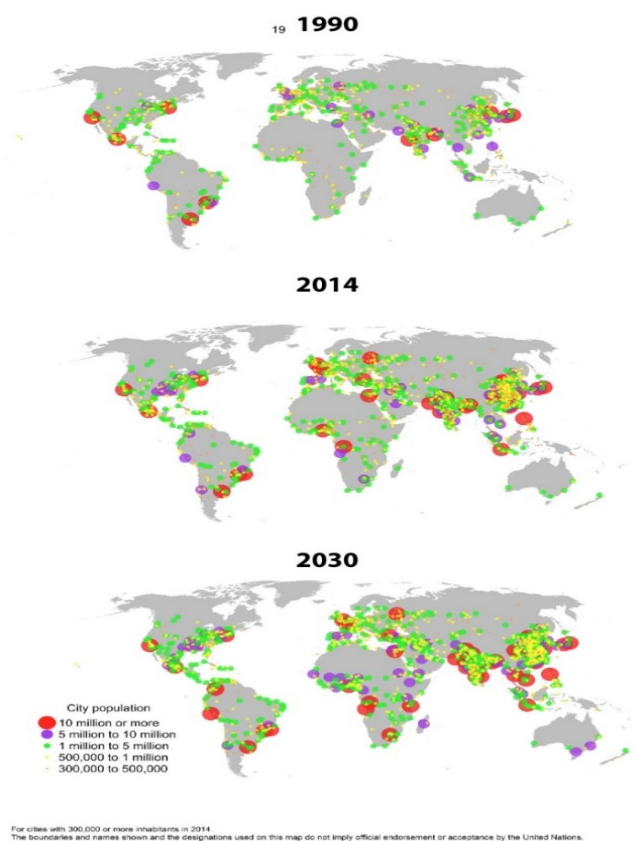 19 1990
2014
2030
City population
10 million or more
5 million to 10 million
1 million to 5 million
500,000 to 1 million
300,000 to 500,000
For cities with 300,000 or more inhabitants in 2014.
The boundaries and names shown and the designations used on this map do not imply official endorsement or acceptance by the United Nations.